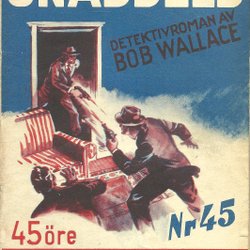 DETEKTIVROMAN AV
BOB WALLACE
45 öre
Nr 45